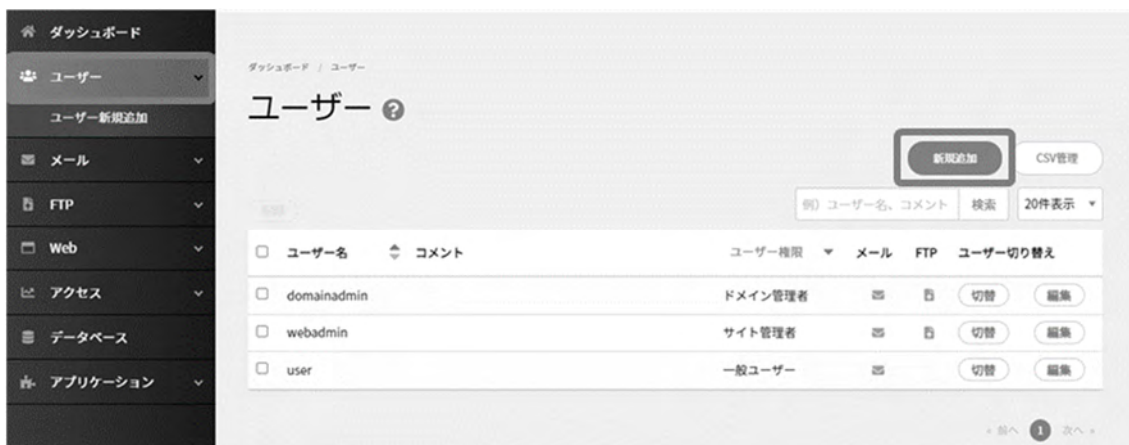 ダッシュボード
ユーザー
ユーザー新規追加
メール
FTP
Web
アクセス
データベース
アプリケーション
ダッシュボード / ユーザー
ユーザー ?
新規追加 CSV管理
削除 例）ユーザー名、コメント 検索 20件表示
ユーザー名 コメント ユーザー権限 メール FTP ユーザー切り替え
domainadmin ドメイン管理者 切替 編集
webadmin サイト管理者 切替 編集
user 一般ユーザー 切替 編集
« 前へ 1 次へ »